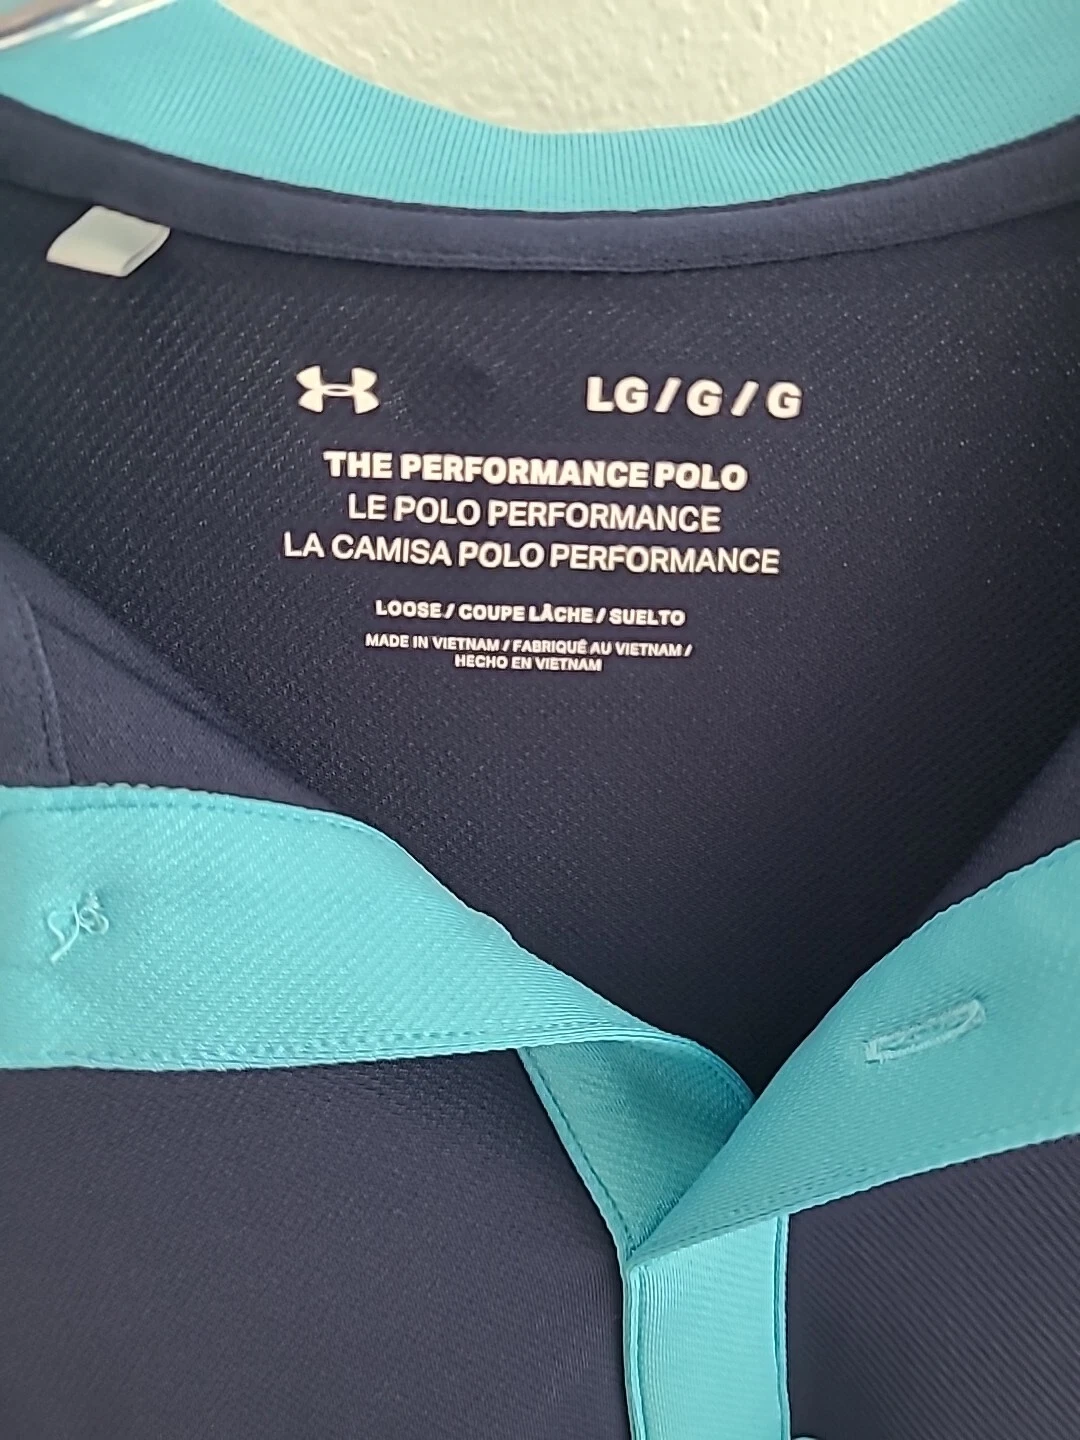 LG / G / G
THE PERFORMANCE POLO
LE POLO PERFORMANCE
LA CAMISA POLO PERFORMANCE
LOOSE / COUPE LÂCHE / SUELTO
MADE IN VIETNAM / FABRIQUÉ AU VIETNAM /
HECHO EN VIETNAM